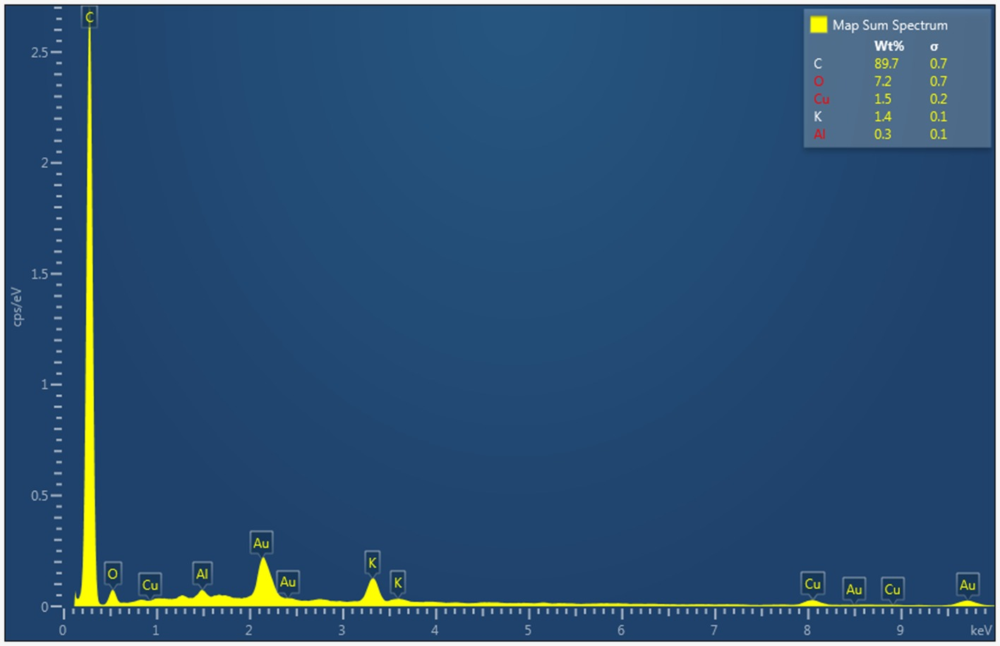 C
Map Sum Spectrum
Wt% σ
C 89.7 0.7
O 7.2 0.7
Cu 1.5 0.2
K 1.4 0.1
Al 0.3 0.1
2.5
2
1.5
1
0.5
0
cps/eV
Au
K
O
Cu
Al
Au
K
Cu
Au
Cu
Au
0 1 2 3 4 5 6 7 8 9 keV